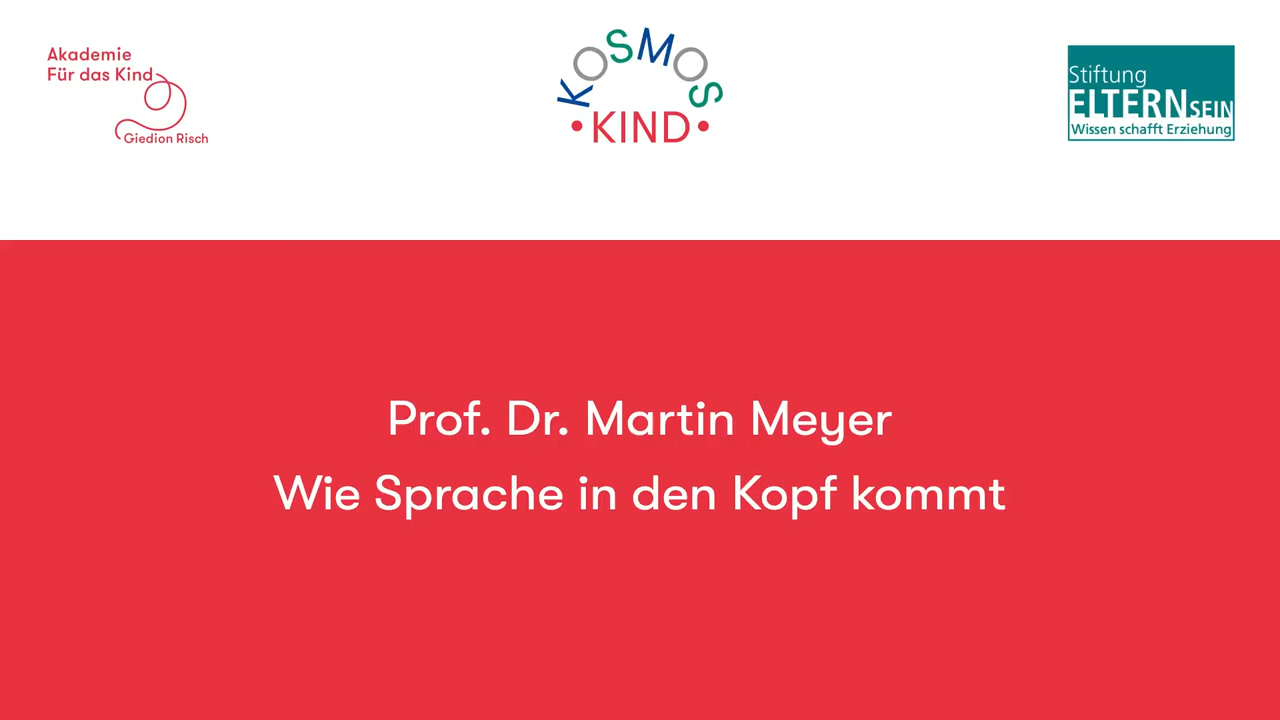 Akademie
Für das Kind
Giedion Risch
KOSMOS
• KIND •
Stiftung
ELTERNSEIN
Wissen schafft Erziehung
Prof. Dr. Martin Meyer
Wie Sprache in den Kopf kommt